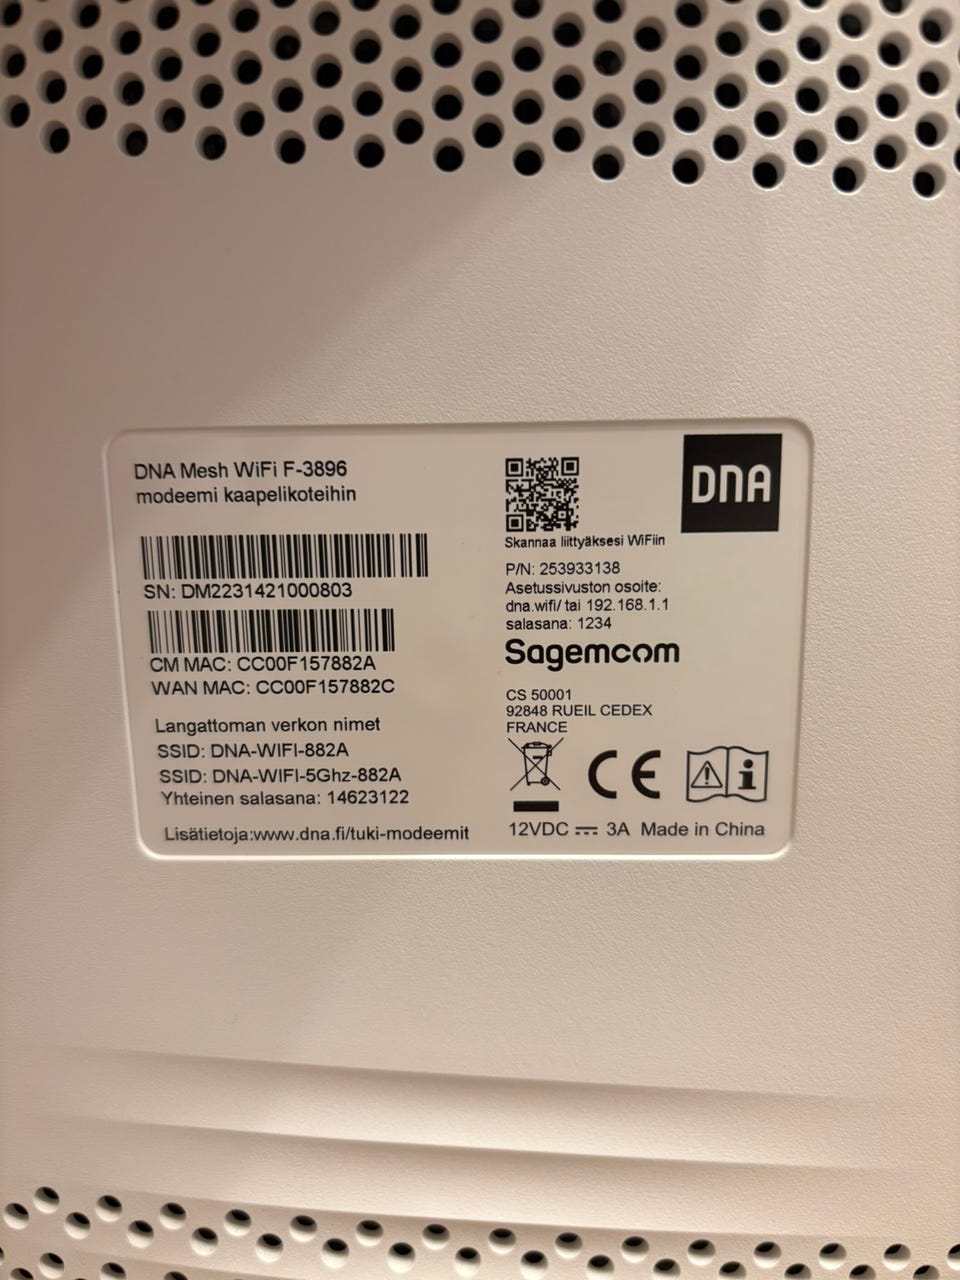 DNA Mesh WiFi F-3896
modeemi kaapelikoteihin
SN: DM2231421000803
CM MAC: CC00F157882A
WAN MAC: CC00F157882C
Langattoman verkon nimet
SSID: DNA-WIFI-882A
SSID: DNA-WIFI-5Ghz-882A
Yhteinen salasana: 14623122
Lisätietoja:www.dna.fi/tuki-modeemit
DNA
Skannaa liittyäksesi WiFiin
P/N: 253933138
Asetussivuston osoite:
dna.wifi/ tai 192.168.1.1
salasana: 1234
Sagemcom
CS 50001
92848 RUEIL CEDEX
FRANCE
CE
12VDC ⎓ 3A Made in China